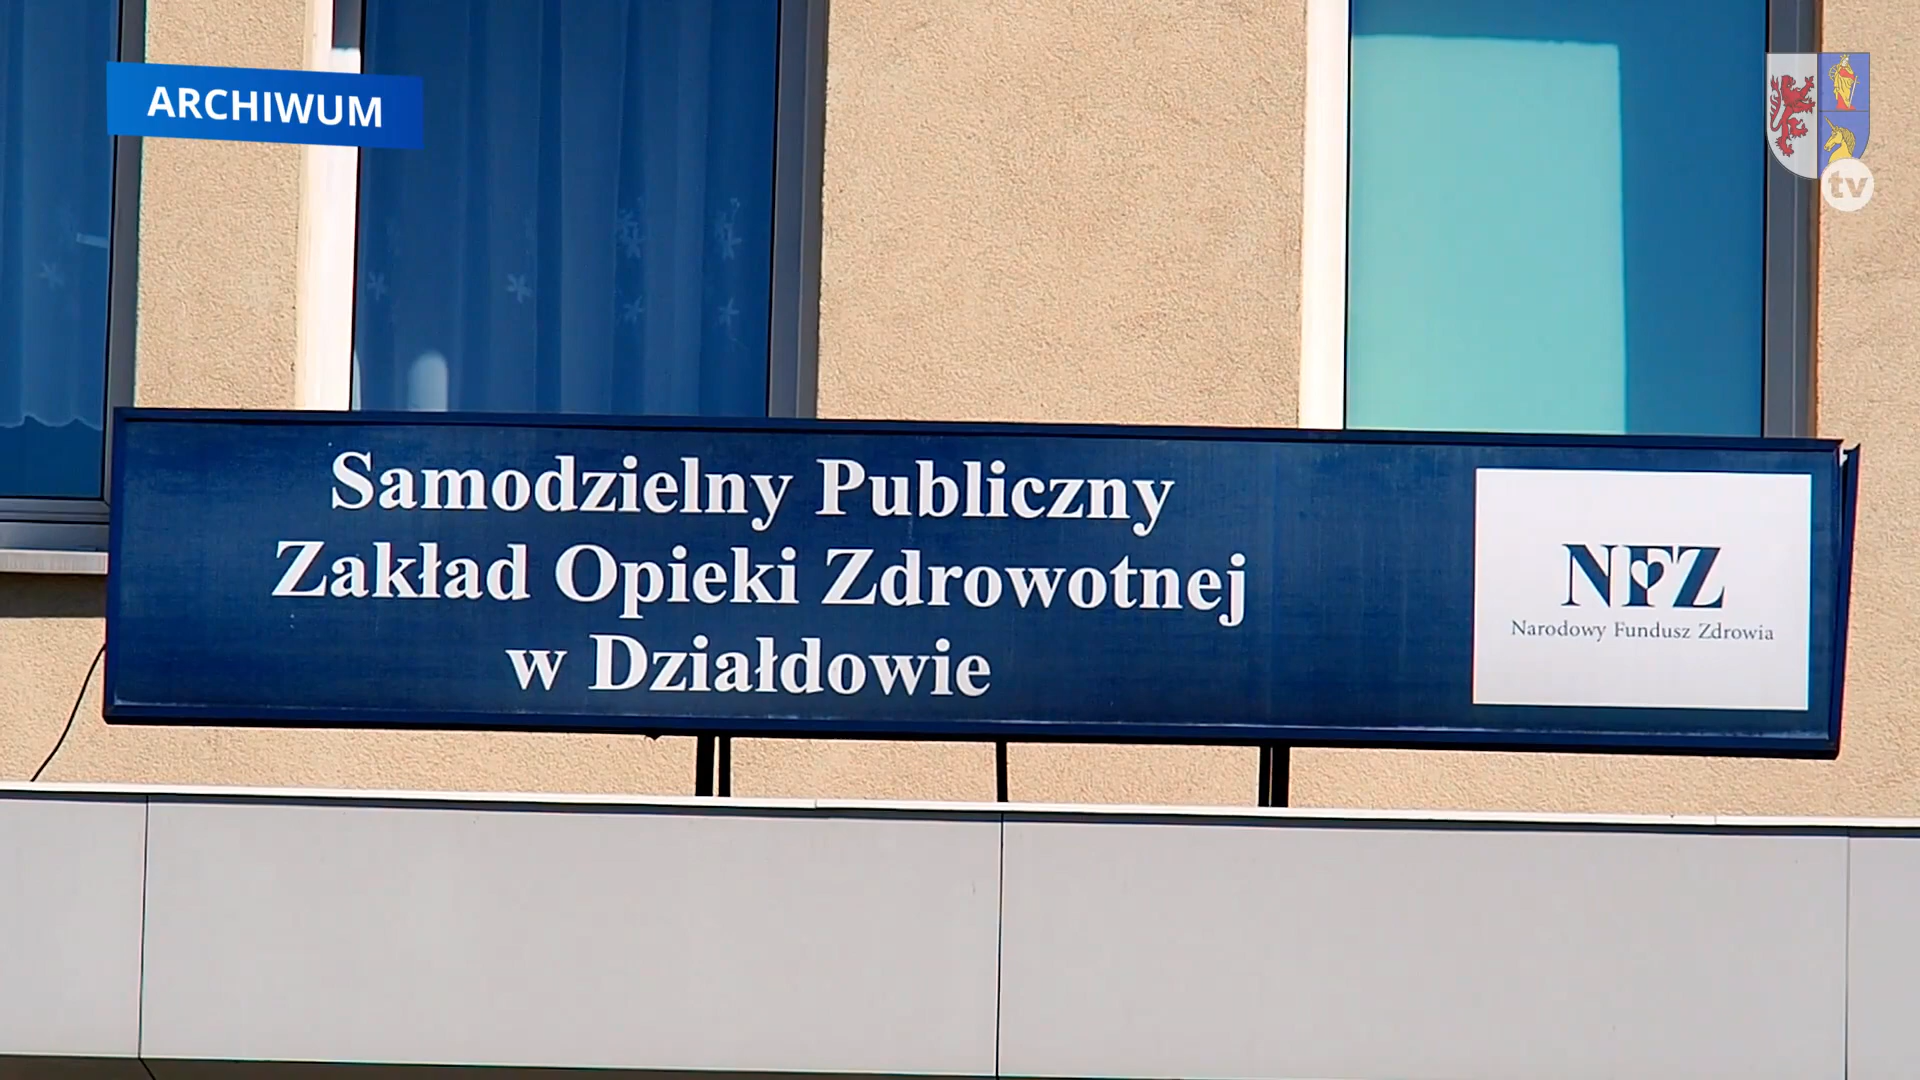 ARCHIWUM
tv
Samodzielny Publiczny
Zakład Opieki Zdrowotnej
w Działdowie
NFZ
Narodowy Fundusz Zdrowia